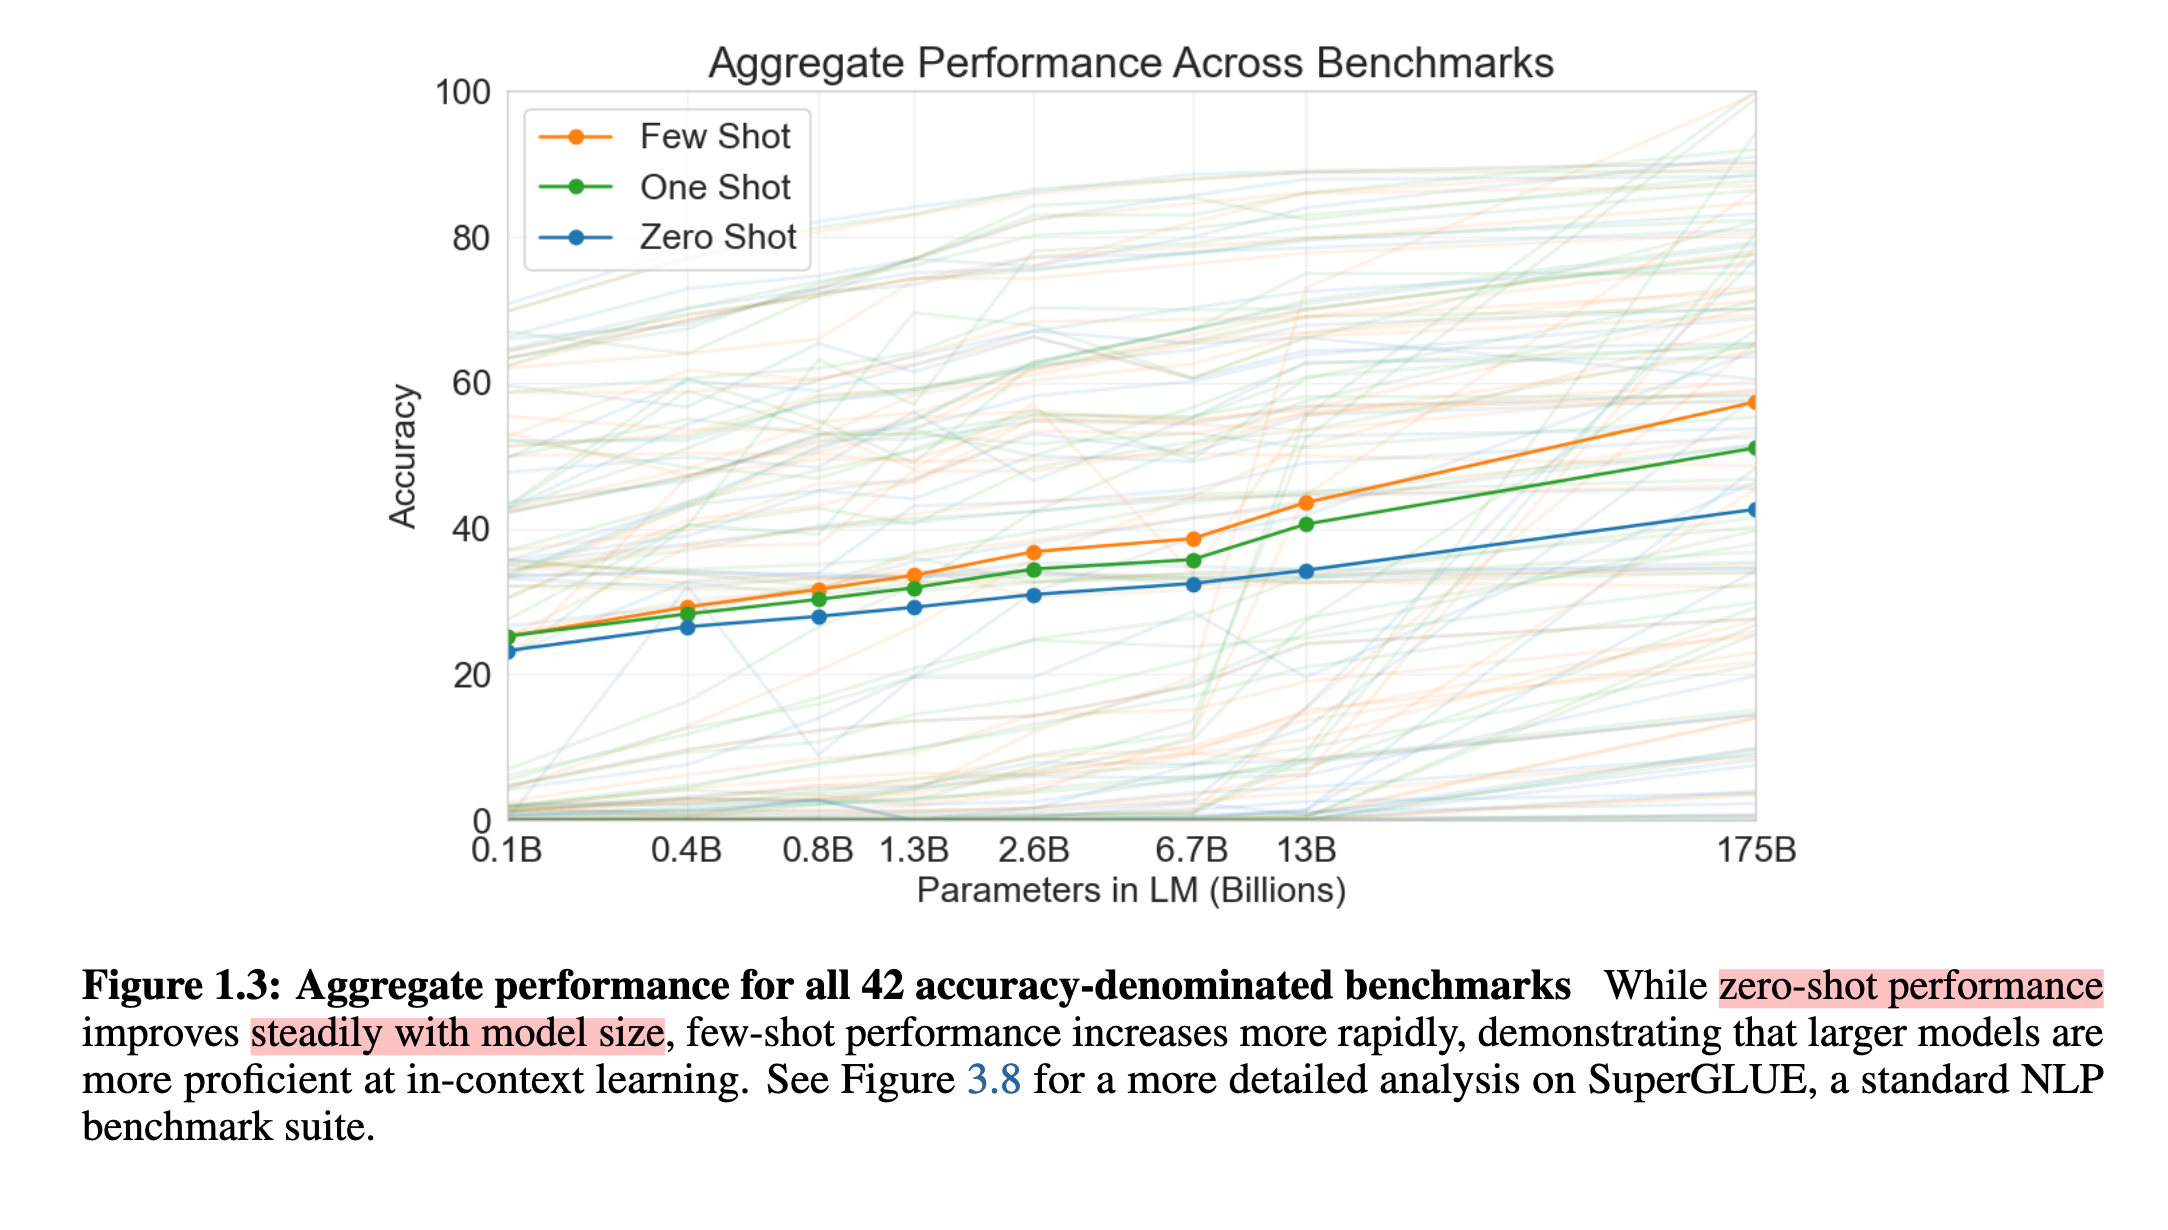 Aggregate Performance Across Benchmarks
100
80
60
40
20
0
Accuracy
Few Shot
One Shot
Zero Shot
0.1B 0.4B 0.8B 1.3B 2.6B 6.7B 13B 175B
Parameters in LM (Billions)
Figure 1.3: Aggregate performance for all 42 accuracy-denominated benchmarks While zero-shot performance
improves steadily with model size, few-shot performance increases more rapidly, demonstrating that larger models are
more proficient at in-context learning. See Figure 3.8 for a more detailed analysis on SuperGLUE, a standard NLP
benchmark suite.